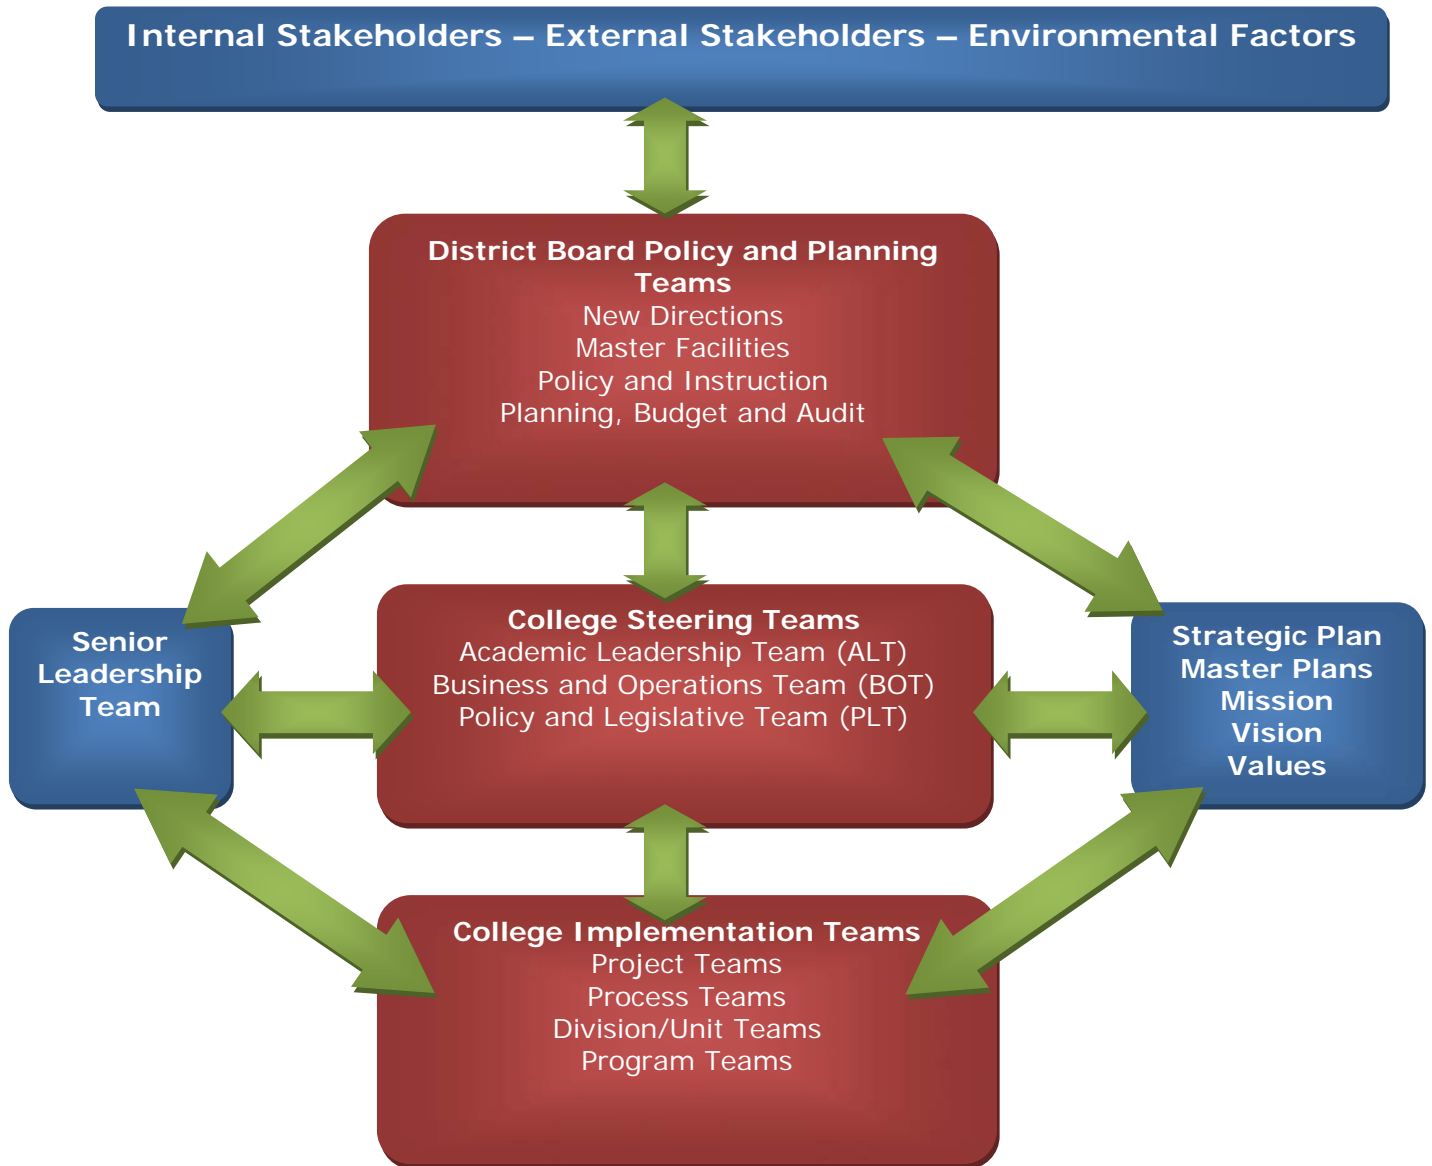 Internal Stakeholders – External Stakeholders – Environmental Factors
District Board Policy and Planning
Teams
New Directions
Master Facilities
Policy and Instruction
Planning, Budget and Audit
Senior
Leadership
Team
College Steering Teams
Academic Leadership Team (ALT)
Business and Operations Team (BOT)
Policy and Legislative Team (PLT)
Strategic Plan
Master Plans
Mission
Vision
Values
College Implementation Teams
Project Teams
Process Teams
Division/Unit Teams
Program Teams